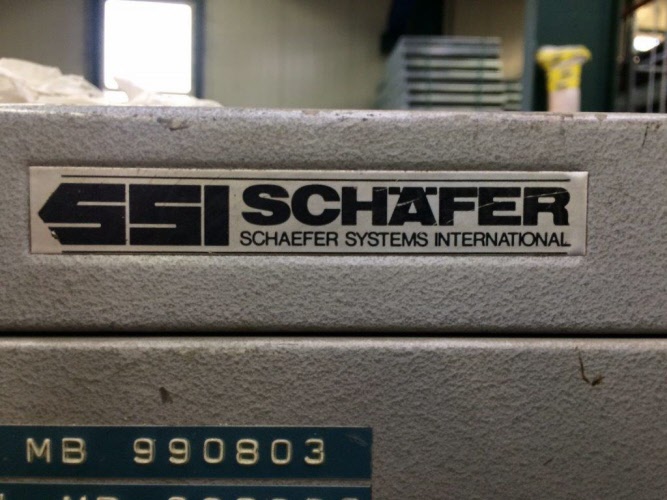 SSI SCHÄFER
SCHAEFER SYSTEMS INTERNATIONAL
MB 990803